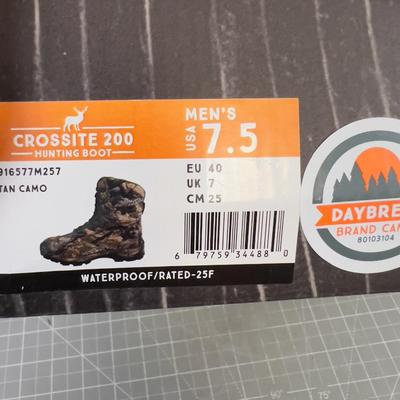 CROSSITE 200
HUNTING BOOT
916577M257
TAN CAMO
MEN'S
USA 7.5
EU 40
UK 7
CM 25
6 79759 34488 0
WATERPROOF/RATED-25F
DAYBRE
BRAND CAM
80103104